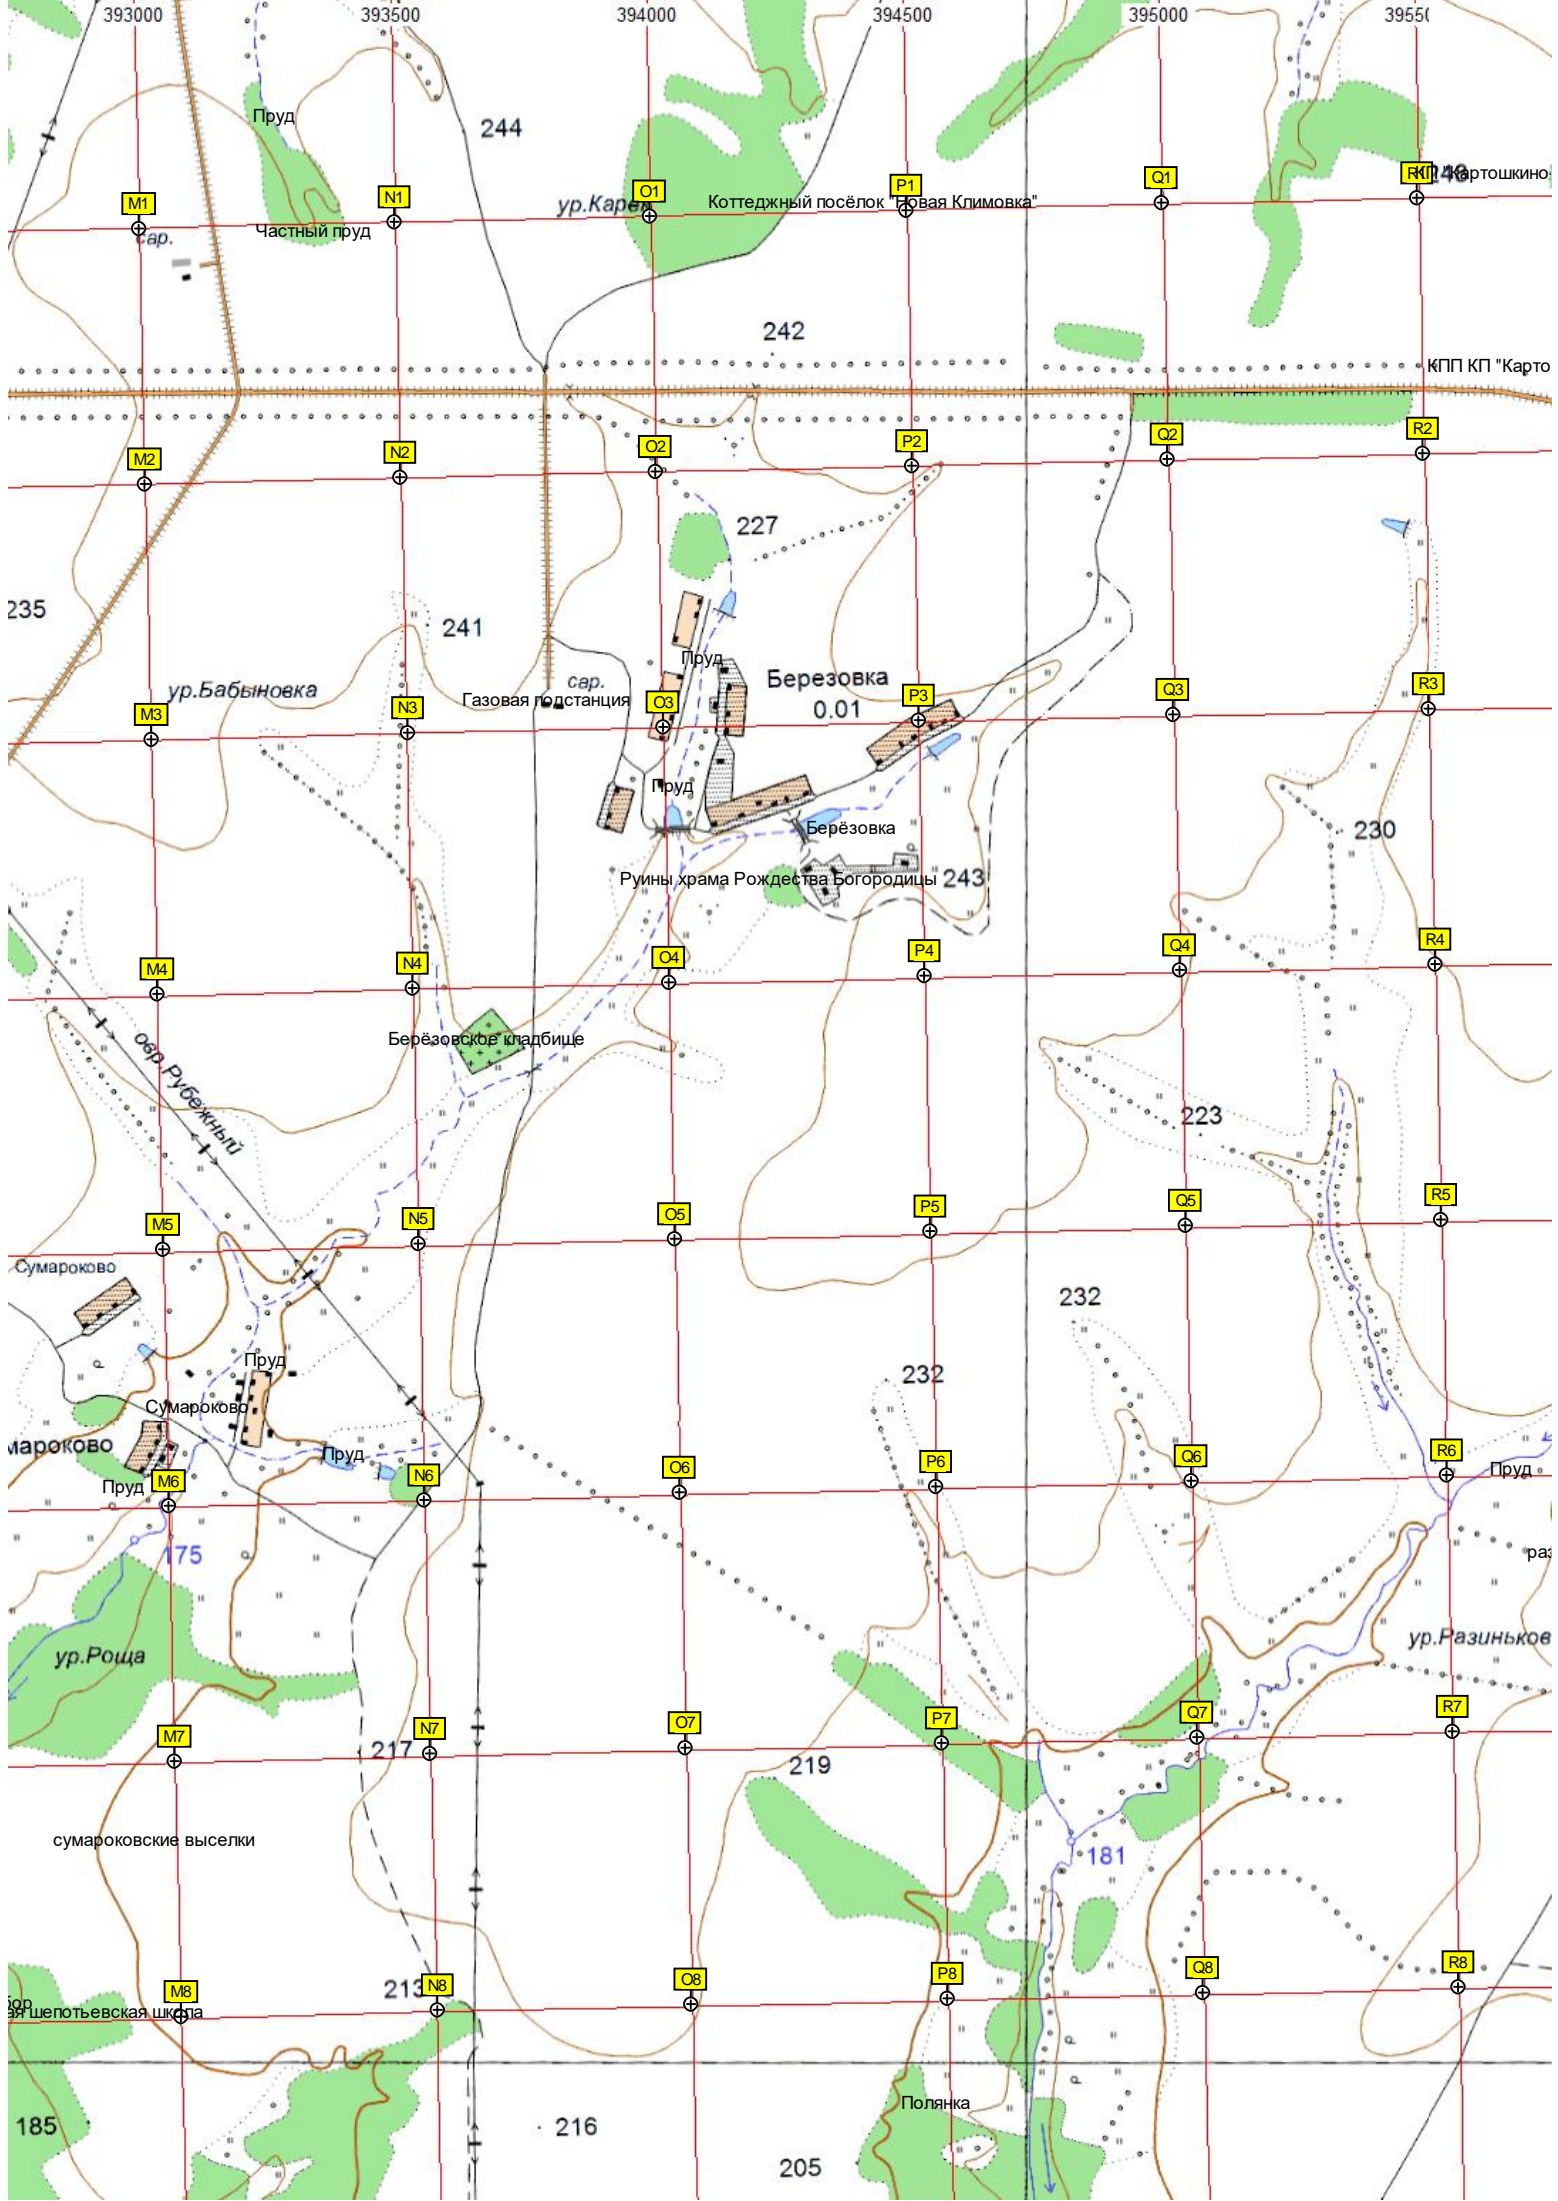 393000 393500 394000 394500 395000
Пруд
244
M1 N1 O1 P1 Q1
ур.Карек
Коттеджный посёлок "Новая Климовка"
КП "Картошкино
сар.
Частный пруд
242
КПП КП "Карто
M2 N2 O2 P2 Q2 R2
227
235
241
Пруд
Березовка
0.01
ур.Бабыновка
сар.
Газовая подстанция
M3 N3 O3 P3 Q3 R3
Пруд
Берёзовка
230
Руины храма Рождества Богородицы
243
M4 N4 O4 P4 Q4 R4
Берёзовское кладбище
овр.Рубежный
223
M5 N5 O5 P5 Q5 R5
Сумароково
232
Пруд
232
Сумароково
мароково
Пруд
Пруд
M6 N6 O6 P6 Q6 R6
Пруд
175
раз
ур.Роща
ур.Разиньков
M7 N7 O7 P7 Q7 R7
217
219
сумароковские выселки
181
213
M8 N8 O8 P8 Q8 R8
бор
ая шепотьевская школа
Полянка
185
216
205